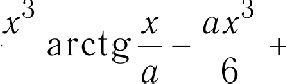 x³ arctg x/a − ax³/6 +